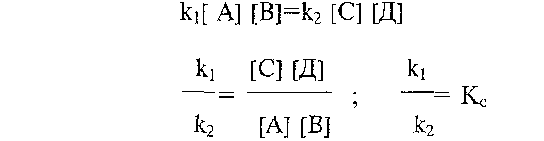 k₁[ А] [В]=k₂ [С] [Д]
k₁ [С] [Д] k₁
= ; = Kc
k₂ [А] [В] k₂